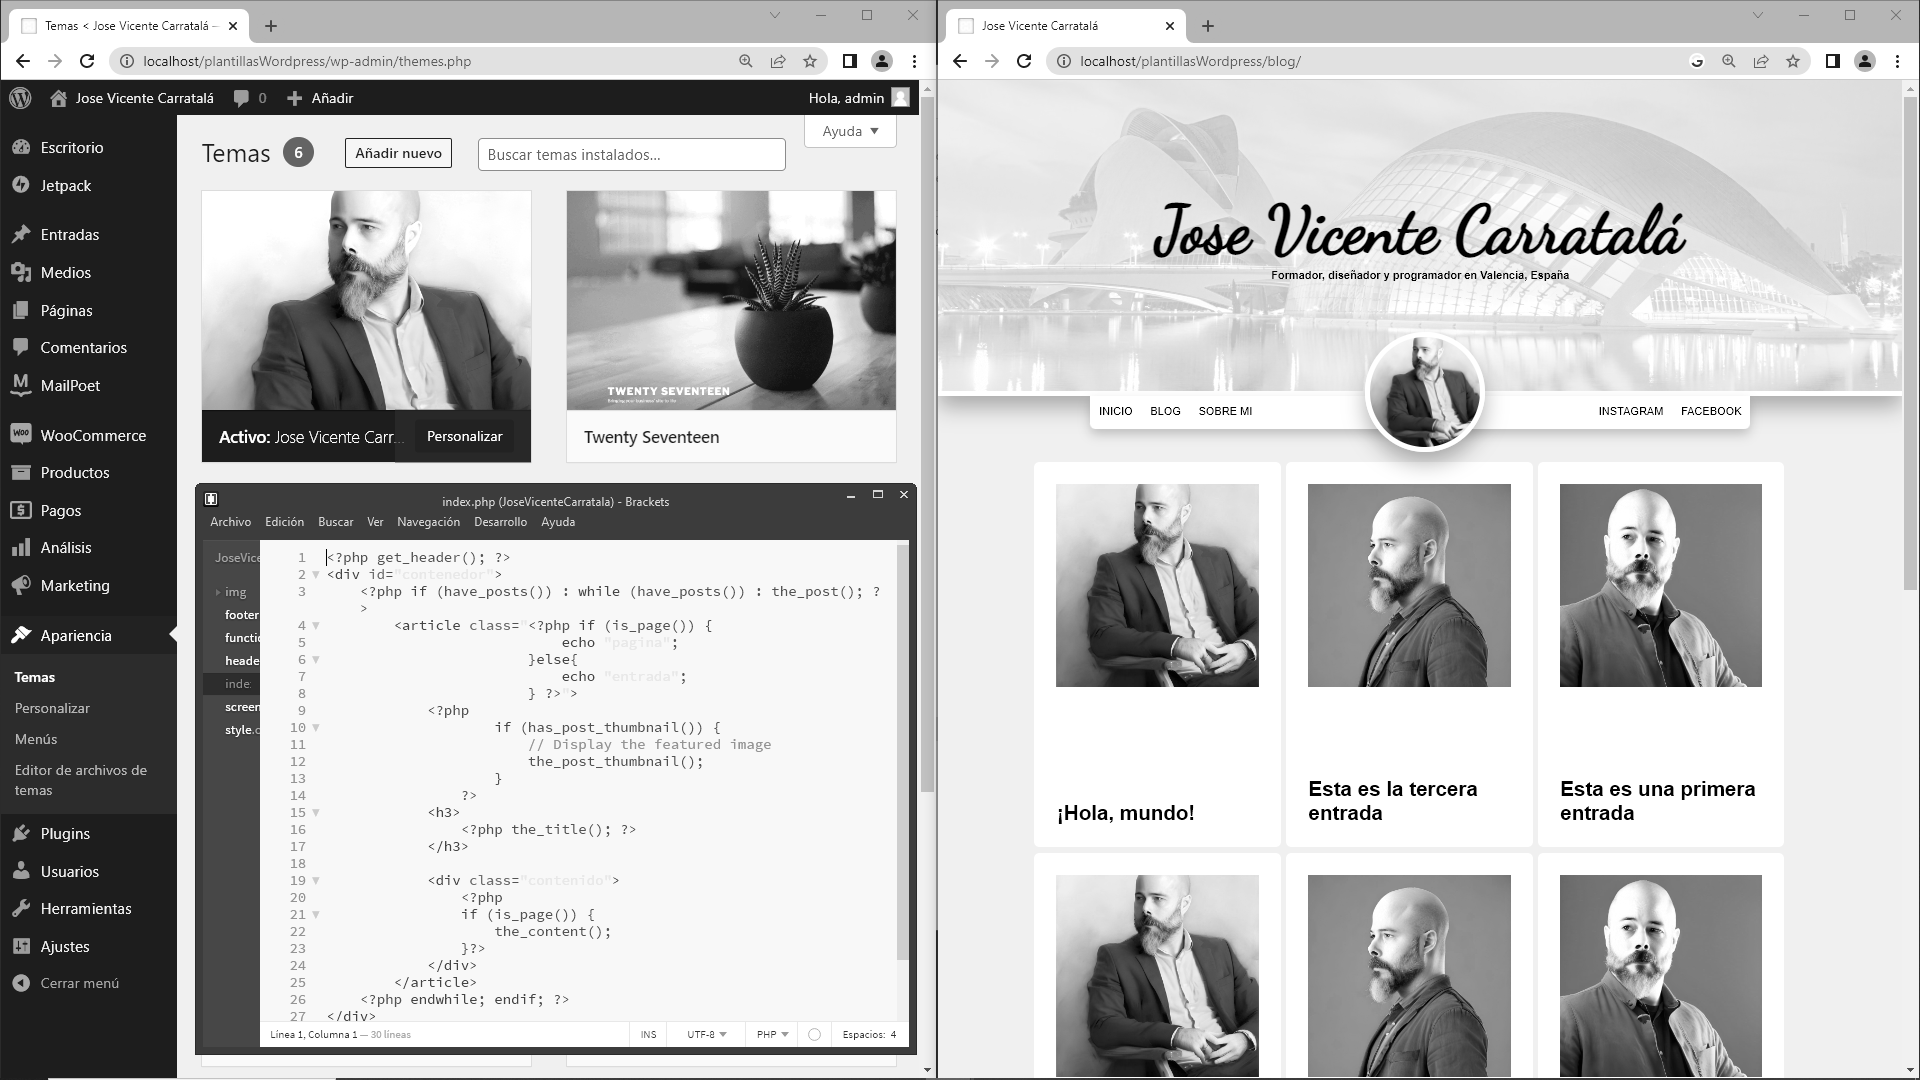 Temas < Jose Vicente Carratalá –
localhost/plantillasWordpress/wp-admin/themes.php
Jose Vicente Carratalá
0
Añadir
Hola, admin
Escritorio
Jetpack
Entradas
Medios
Páginas
Comentarios
MailPoet
WooCommerce
Productos
Pagos
Análisis
Marketing
Apariencia
Temas
Personalizar
Menús
Editor de archivos de
temas
Plugins
Usuarios
Herramientas
Ajustes
Cerrar menú
Ayuda
Temas
6
Añadir nuevo
Buscar temas instalados...
Activo: Jose Vicente Carr...
Personalizar
TWENTY SEVENTEEN
Twenty Seventeen
index.php (JoseVicenteCarratala) - Brackets
Archivo Edición Buscar Ver Navegación Desarrollo Ayuda
JoseVice
img
footer
functio
heade
inde
screen
style.c
1 <?php get_header(); ?>
2 <div id="contenedor">
3 <?php if (have_posts()) : while (have_posts()) : the_post(); ?
>
4 <article class="<?php if (is_page()) {
5 echo "pagina";
6 }else{
7 echo "entrada";
8 } ?>">
9 <?php
10 if (has_post_thumbnail()) {
11 // Display the featured image
12 the_post_thumbnail();
13 }
14 ?>
15 <h3>
16 <?php the_title(); ?>
17 </h3>
18
19 <div class="contenido">
20 <?php
21 if (is_page()) {
22 the_content();
23 }?>
24 </div>
25 </article>
26 <?php endwhile; endif; ?>
27 </div>
Línea 1, Columna 1 — 30 líneas
INS
UTF-8
PHP
Espacios: 4
Jose Vicente Carratalá
localhost/plantillasWordpress/blog/
Jose Vicente Carratalá
Formador, diseñador y programador en Valencia, España
INICIO BLOG SOBRE MI INSTAGRAM FACEBOOK
¡Hola, mundo!
Esta es la tercera
entrada
Esta es una primera
entrada